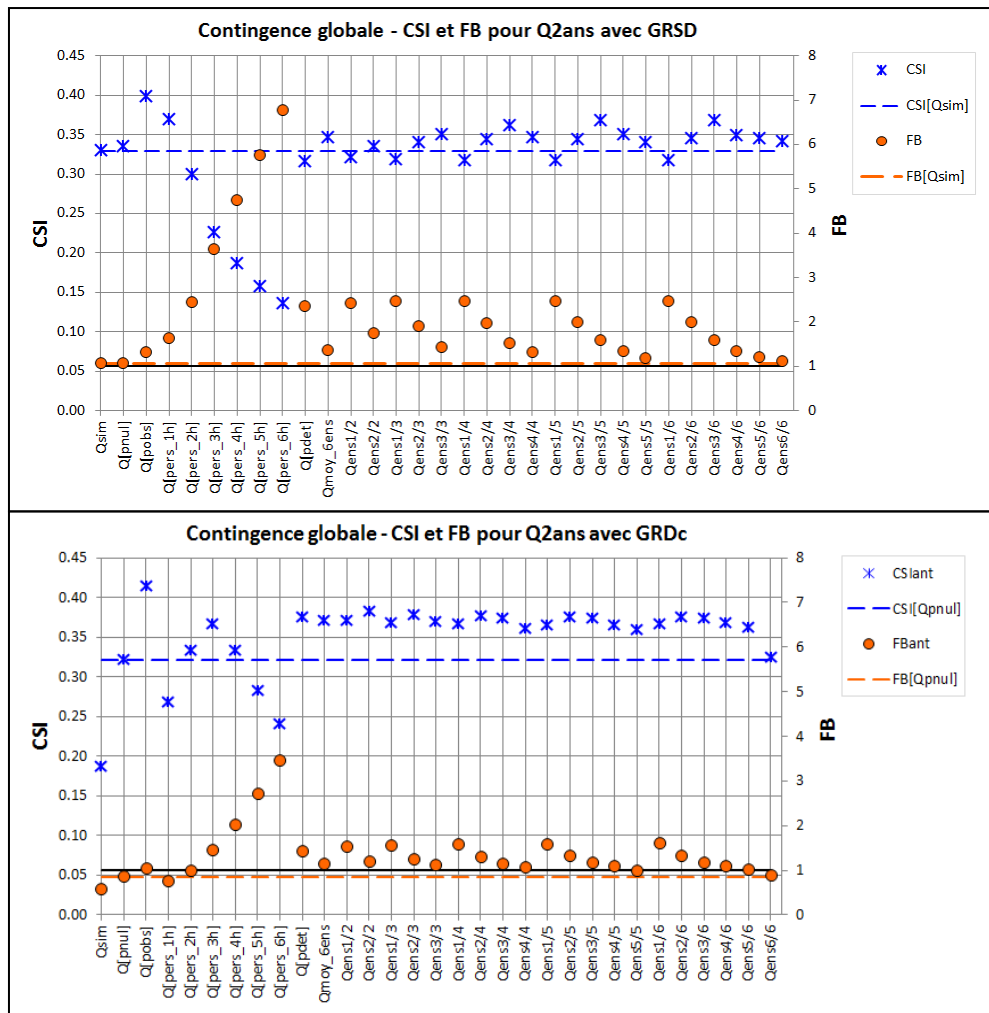 Contingence globale - CSI et FB pour Q2ans avec GRSD
0.45
0.40
0.35
0.30
0.25
0.20
0.15
0.10
0.05
0.00
CSI
8
7
6
5
4
3
2
1
0
FB
CSI
CSI[Qsim]
FB
FB[Qsim]
Qsim
Q[pnul]
Q[pobs]
Q[pers_1h]
Q[pers_2h]
Q[pers_3h]
Q[pers_4h]
Q[pers_5h]
Q[pers_6h]
Q[pdet]
Qmoy_6ens
Qens1/2
Qens2/2
Qens1/3
Qens2/3
Qens3/3
Qens1/4
Qens2/4
Qens3/4
Qens4/4
Qens1/5
Qens2/5
Qens3/5
Qens4/5
Qens5/5
Qens1/6
Qens2/6
Qens3/6
Qens4/6
Qens5/6
Qens6/6
Contingence globale - CSI et FB pour Q2ans avec GRDc
0.45
0.40
0.35
0.30
0.25
0.20
0.15
0.10
0.05
0.00
CSI
8
7
6
5
4
3
2
1
0
FB
CSIant
CSI[Qpnul]
FBant
FB[Qpnul]
Qsim
Q[pnul]
Q[pobs]
Q[pers_1h]
Q[pers_2h]
Q[pers_3h]
Q[pers_4h]
Q[pers_5h]
Q[pers_6h]
Q[pdet]
Qmoy_6ens
Qens1/2
Qens2/2
Qens1/3
Qens2/3
Qens3/3
Qens1/4
Qens2/4
Qens3/4
Qens4/4
Qens1/5
Qens2/5
Qens3/5
Qens4/5
Qens5/5
Qens1/6
Qens2/6
Qens3/6
Qens4/6
Qens5/6
Qens6/6